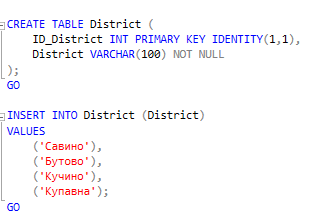 CREATE TABLE District (
ID_District INT PRIMARY KEY IDENTITY(1,1),
District VARCHAR(100) NOT NULL
);
GO
INSERT INTO District (District)
VALUES
('Савино'),
('Бутово'),
('Кучино'),
('Купавна');
GO